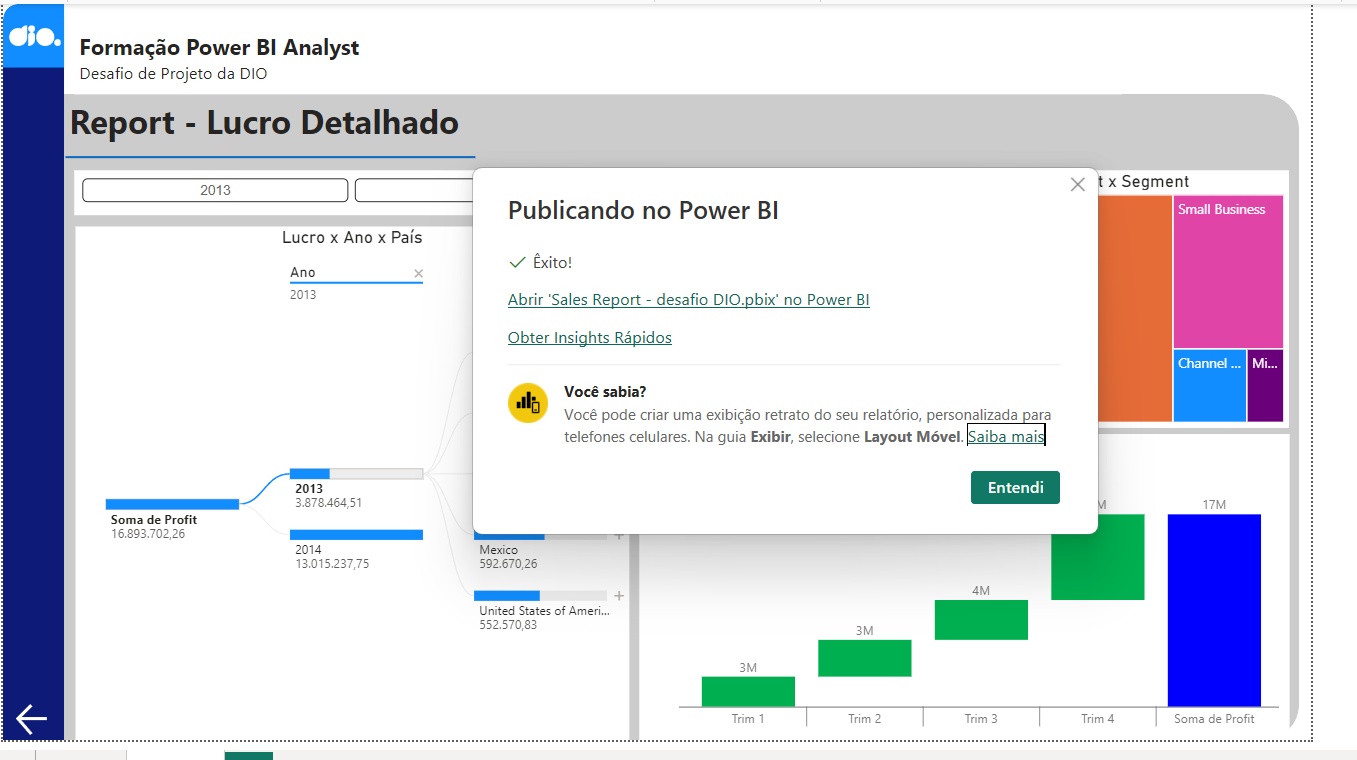 dio.
Formação Power BI Analyst
Desafio de Projeto da DIO
Report - Lucro Detalhado
2013
Lucro x Ano x País
Ano
2013
Soma de Profit
16.893.702,26
2013
3.878.464,51
2014
13.015.237,75
Mexico
592.670,26
United States of Ameri...
552.570,83
Publicando no Power BI
Êxito!
Abrir 'Sales Report - desafio DIO.pbix' no Power BI
Obter Insights Rápidos
Você sabia?
Você pode criar uma exibição retrato do seu relatório, personalizada para
telefones celulares. Na guia Exibir, selecione Layout Móvel. Saiba mais
Entendi
x Segment
Small Business
Channel ...
Mi...
3M
3M
4M
17M
Trim 1
Trim 2
Trim 3
Trim 4
Soma de Profit